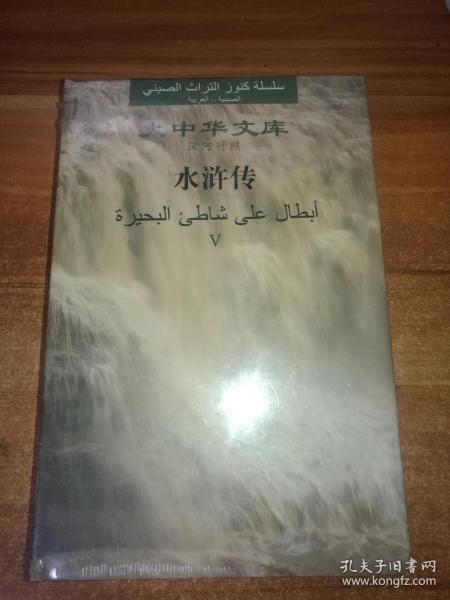 سلسلة كنوز التراث الصيني
الصينية - العربية
大中华文库
汉阿对照
水浒传
أبطال على شاطئ البحيرة
V
孔夫子旧书网
www.kongfz.com